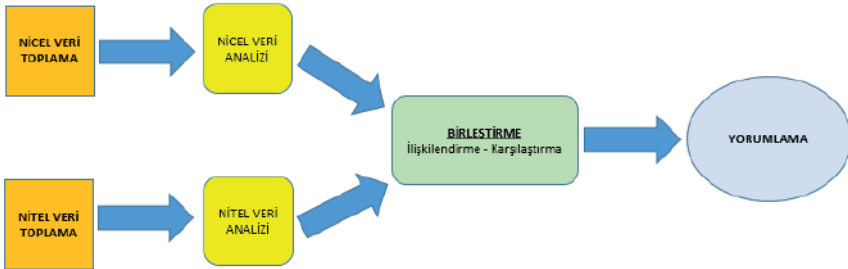 NİCEL VERİ
TOPLAMA
NİCEL VERİ
ANALİZİ
BİRLEŞTİRME
İlişkilendirme - Karşılaştırma
YORUMLAMA
NİTEL VERİ
TOPLAMA
NİTEL VERİ
ANALİZİ